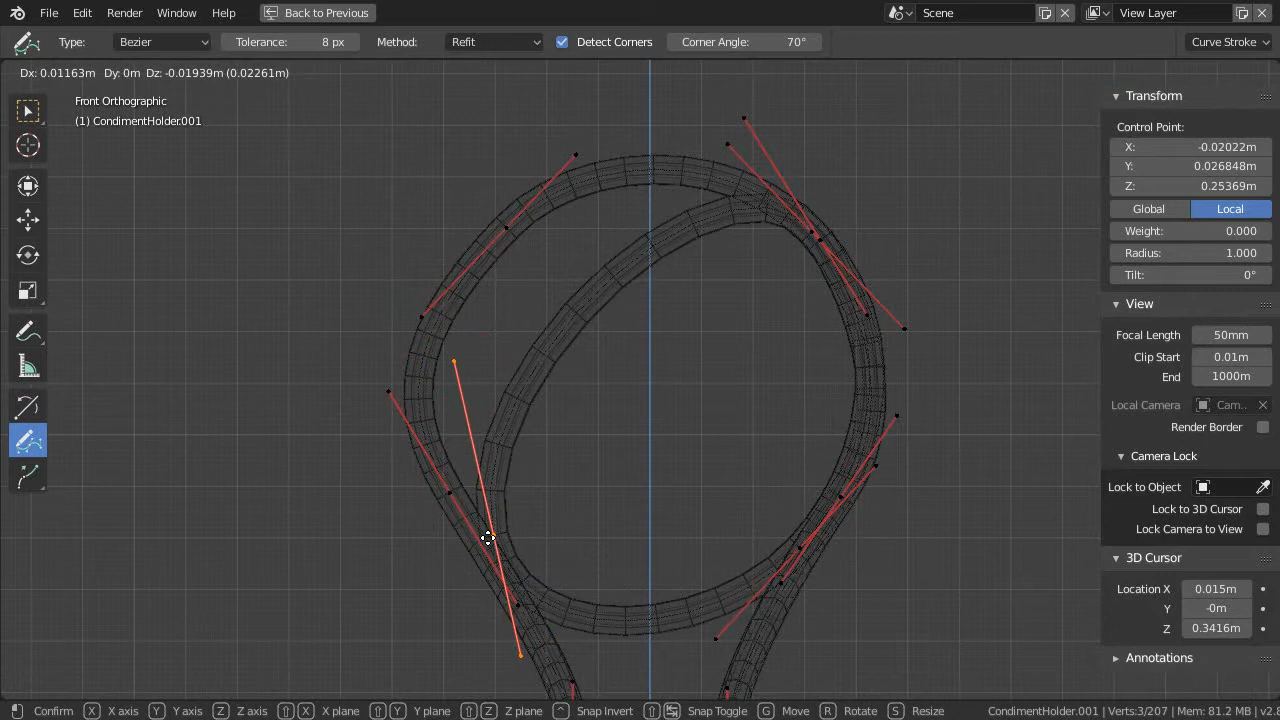 File Edit Render Window Help Back to Previous Scene View Layer
Type: Bezier Tolerance: 8 px Method: Refit Detect Corners Corner Angle: 70° Curve Stroke
Dx: 0.01163m Dy: 0m Dz: -0.01939m (0.02261m)
Front Orthographic
(1) CondimentHolder.001
Transform
Control Point:
X: -0.02022m
Y: 0.026848m
Z: 0.25369m
Global Local
Weight: 0.000
Radius: 1.000
Tilt: 0°
View
Focal Length 50mm
Clip Start 0.01m
End 1000m
Local Camera Cam..
Render Border
Camera Lock
Lock to Object
Lock to 3D Cursor
Lock Camera to View
3D Cursor
Location X 0.015m
Y -0m
Z 0.3416m
Annotations
Confirm X X axis Y Y axis Z Z axis X X plane Y Y plane Z Z plane ^ Snap Invert Snap Toggle G Move R Rotate S Resize CondimentHolder.001 | Verts:3/207 | Mem: 81.2 MB | v2.8